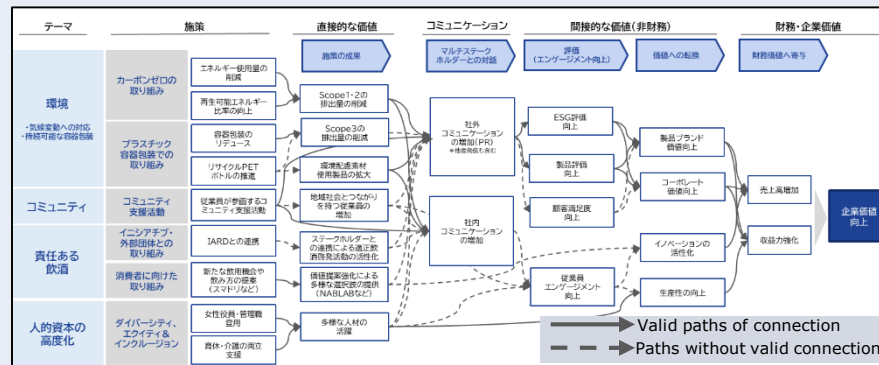 テーマ
施策
直接的な価値
コミュニケーション
間接的な価値(非財務)
財務・企業価値
施策の成果
マルチステーク
ホルダーとの対話
評価
(エンゲージメント向上)
価値への転換
財務価値へ寄与
環境
・気候変動への対応
・持続可能な容器包装
カーボンゼロの
取り組み
エネルギー使用量の
削減
再生可能エネルギー
比率の向上
プラスチック
容器包装での
取り組み
容器包装の
リデュース
リサイクルPET
ボトルの推進
コミュニティ
コミュニティ
支援活動
従業員が参画するコミ
ュニティ支援活動
責任ある
飲酒
イニシアチブ・
外部団体との
取り組み
IARDとの連携
消費者に向けた
取り組み
新たな飲用機会や
飲み方の提案
(スマドリなど)
人的資本の
高度化
ダイバーシティ、
エクイティ&
インクルージョン
女性役員・管理職
登用
育休・介護の両立
支援
Scope1・2の
排出量の削減
Scope3の
排出量の削減
環境配慮素材
使用製品の拡大
地域社会とつながり
を持つ従業員の
増加
ステークホルダーと
の連携による適正飲
酒啓発活動の活性化
価値提案強化による
多様な選択肢の提供
(NABLABなど)
多様な人材の
活躍
社外
コミュニケーション
の増加(PR)
※他者発信も含む
社内
コミュニケーション
の増加
ESG評価
向上
製品評価
向上
顧客満足度
向上
従業員
エンゲージメント
向上
製品ブランド
価値向上
コーポレート
価値向上
イノベーションの
活性化
生産性の向上
売上高増加
収益力強化
企業価値
向上
Valid paths of connection
Paths without valid connection